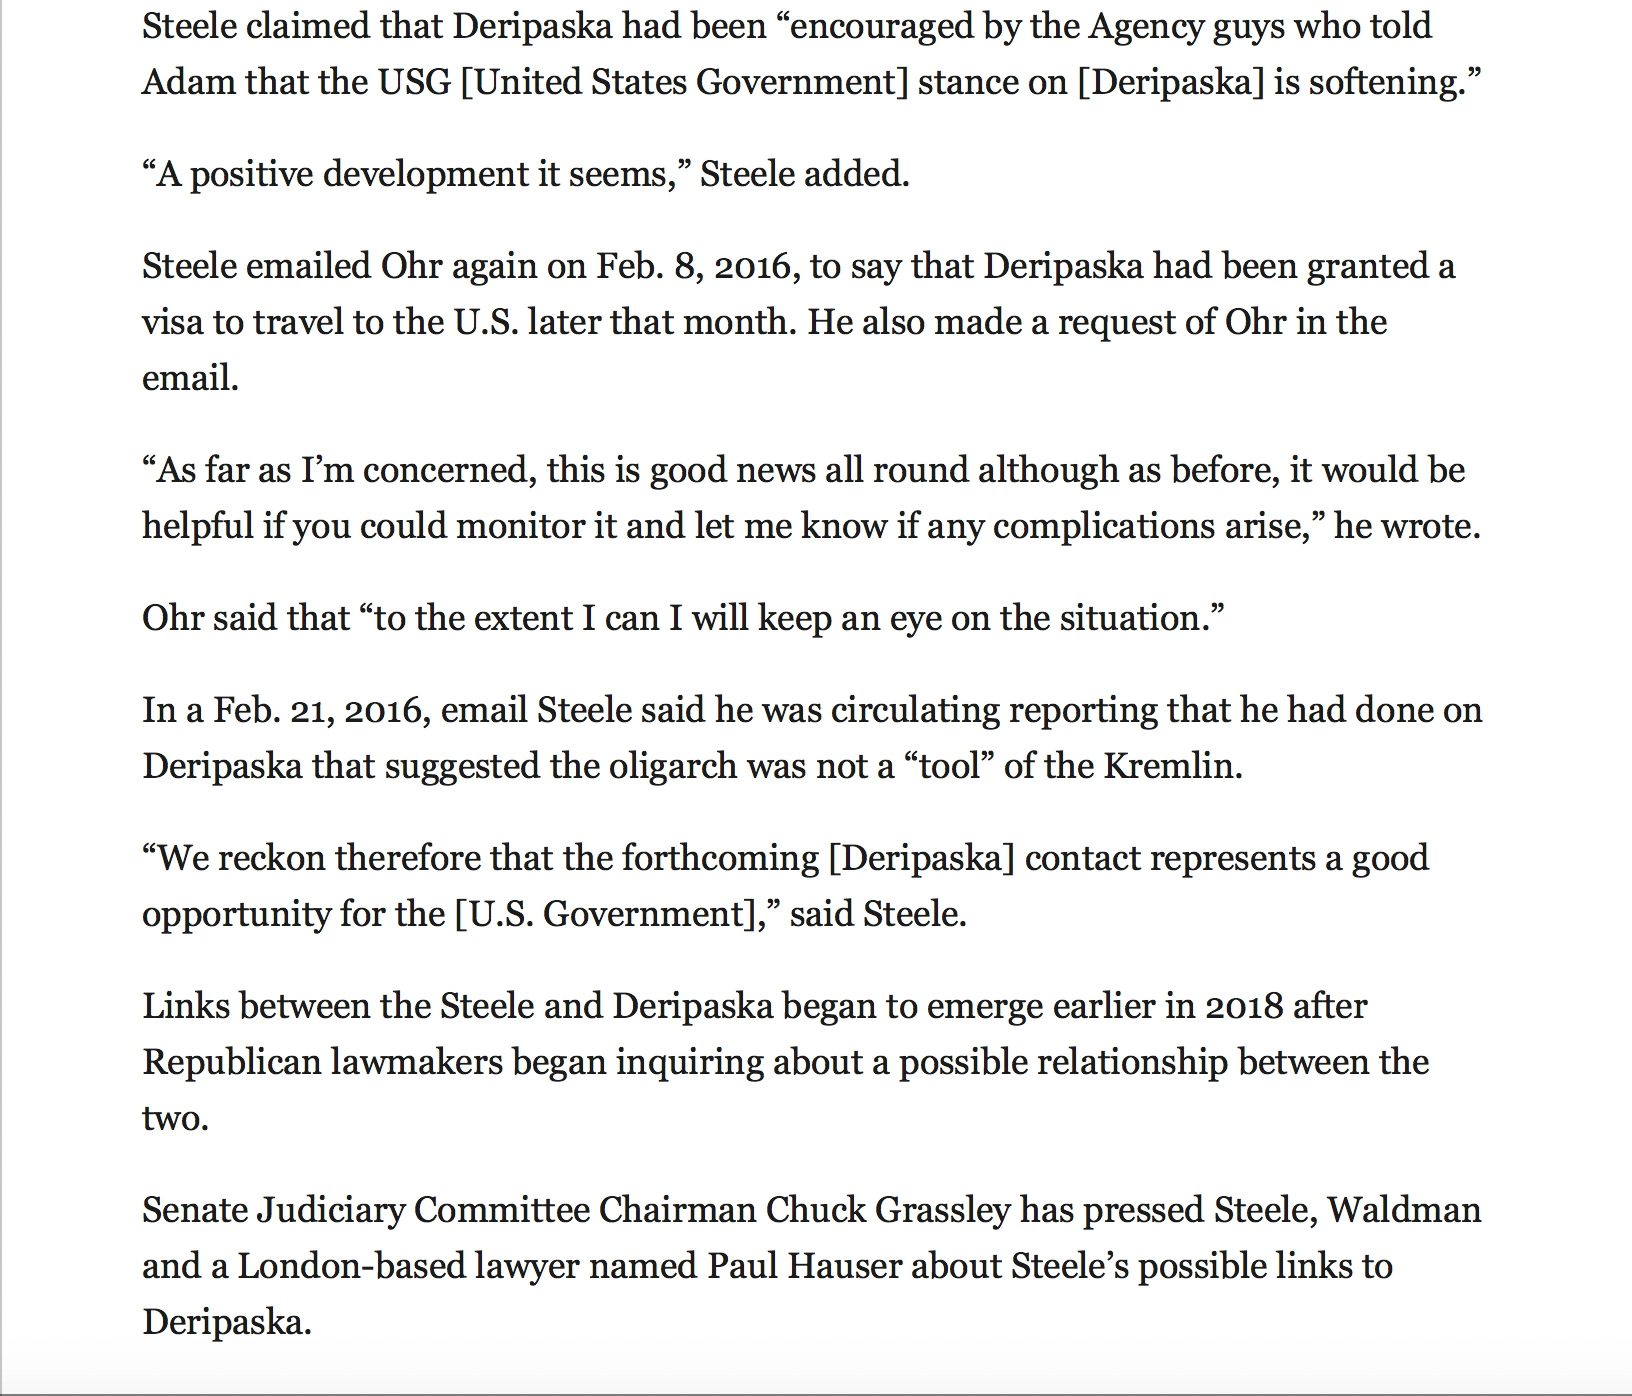 Steele claimed that Deripaska had been “encouraged by the Agency guys who told
Adam that the USG [United States Government] stance on [Deripaska] is softening.”
“A positive development it seems,” Steele added.
Steele emailed Ohr again on Feb. 8, 2016, to say that Deripaska had been granted a
visa to travel to the U.S. later that month. He also made a request of Ohr in the
email.
“As far as I’m concerned, this is good news all round although as before, it would be
helpful if you could monitor it and let me know if any complications arise,” he wrote.
Ohr said that “to the extent I can I will keep an eye on the situation.”
In a Feb. 21, 2016, email Steele said he was circulating reporting that he had done on
Deripaska that suggested the oligarch was not a “tool” of the Kremlin.
“We reckon therefore that the forthcoming [Deripaska] contact represents a good
opportunity for the [U.S. Government],” said Steele.
Links between the Steele and Deripaska began to emerge earlier in 2018 after
Republican lawmakers began inquiring about a possible relationship between the
two.
Senate Judiciary Committee Chairman Chuck Grassley has pressed Steele, Waldman
and a London-based lawyer named Paul Hauser about Steele’s possible links to
Deripaska.